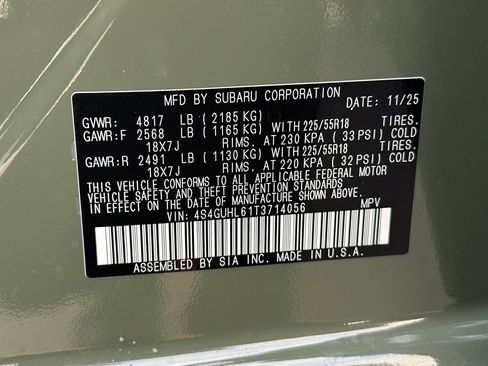 MFD BY SUBARU CORPORATION
DATE: 11/25
GVWR: 4817 LB (2185 KG)
GAWR:F 2568 LB (1165 KG) WITH 225/55R18
18X7J RIMS, AT 230 KPA (33 PSI) COLD
GAWR:R 2491 LB (1130 KG) WITH 225/55R18
18X7J RIMS, AT 220 KPA (32 PSI) COLD
THIS VEHICLE CONFORMS TO ALL APPLICABLE FEDERAL MOTOR
VEHICLE SAFETY AND THEFT PREVENTION STANDARDS
IN EFFECT ON THE DATE OF MANUFACTURE SHOWN ABOVE.
VIN: 4S4GUHL61T3714056 MPV
ASSEMBLED BY SIA INC. MADE IN U.S.A.